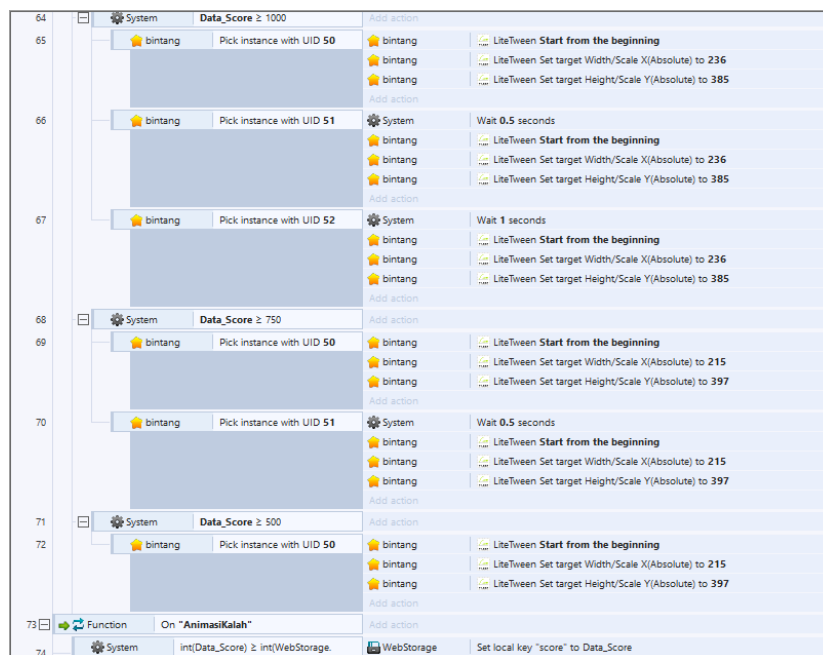 64 System Data_Score ≥ 1000 Add action
65 bintang Pick instance with UID 50 bintang LiteTween Start from the beginning
bintang LiteTween Set target Width/Scale X(Absolute) to 236
bintang LiteTween Set target Height/Scale Y(Absolute) to 385
Add action
66 bintang Pick instance with UID 51 System Wait 0.5 seconds
bintang LiteTween Start from the beginning
bintang LiteTween Set target Width/Scale X(Absolute) to 236
bintang LiteTween Set target Height/Scale Y(Absolute) to 385
Add action
67 bintang Pick instance with UID 52 System Wait 1 seconds
bintang LiteTween Start from the beginning
bintang LiteTween Set target Width/Scale X(Absolute) to 236
bintang LiteTween Set target Height/Scale Y(Absolute) to 385
Add action
68 System Data_Score ≥ 750 Add action
69 bintang Pick instance with UID 50 bintang LiteTween Start from the beginning
bintang LiteTween Set target Width/Scale X(Absolute) to 215
bintang LiteTween Set target Height/Scale Y(Absolute) to 397
Add action
70 bintang Pick instance with UID 51 System Wait 0.5 seconds
bintang LiteTween Start from the beginning
bintang LiteTween Set target Width/Scale X(Absolute) to 215
bintang LiteTween Set target Height/Scale Y(Absolute) to 397
Add action
71 System Data_Score ≥ 500 Add action
72 bintang Pick instance with UID 50 bintang LiteTween Start from the beginning
bintang LiteTween Set target Width/Scale X(Absolute) to 215
bintang LiteTween Set target Height/Scale Y(Absolute) to 397
Add action
73 Function On "AnimasiKalah" Add action
74 System int(Data_Score) ≥ int(WebStorage. WebStorage Set local key "score" to Data_Score